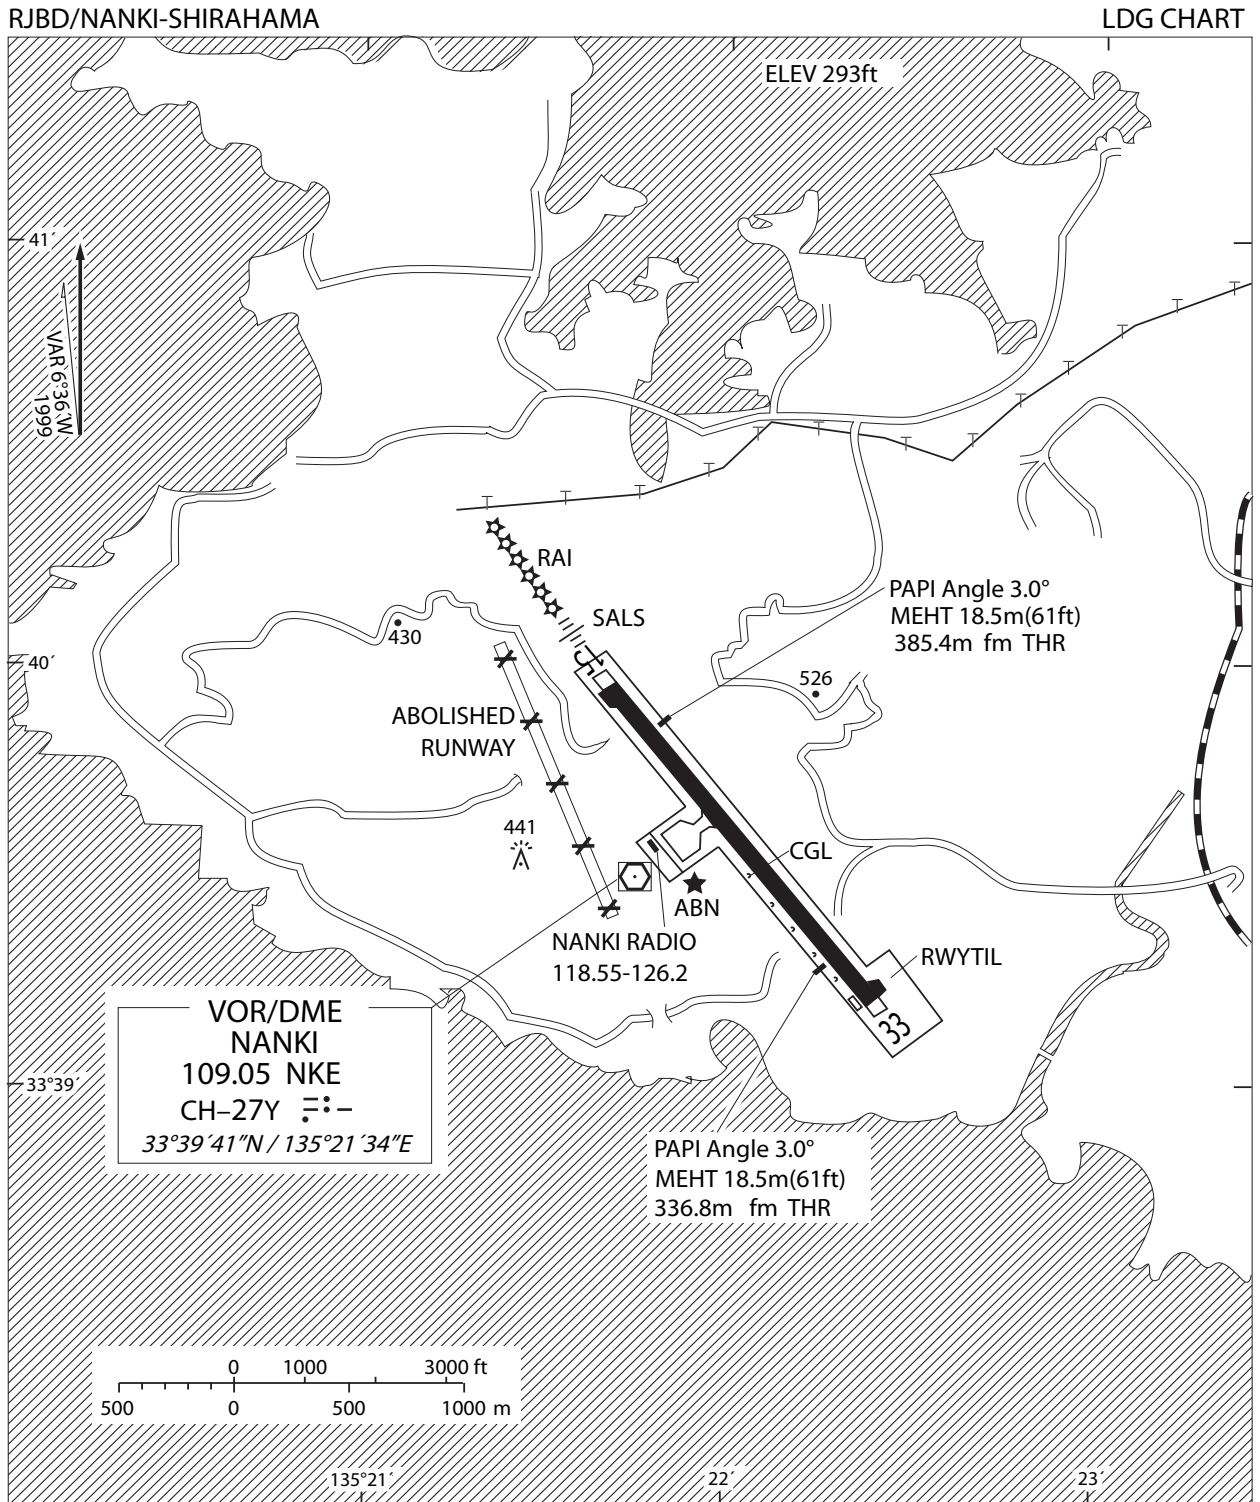 RJBD/NANKI-SHIRAHAMA
LDG CHART
ELEV 293ft
41´
VAR 6°36´W
1999
RAI
SALS
PAPI Angle 3.0°
MEHT 18.5m(61ft)
385.4m fm THR
430
40´
15
526
ABOLISHED
RUNWAY
441
CGL
ABN
NANKI RADIO
118.55-126.2
RWYTIL
33
VOR/DME
NANKI
109.05 NKE
CH–27Y
33°39´41″N / 135°21´34″E
33°39´
PAPI Angle 3.0°
MEHT 18.5m(61ft)
336.8m fm THR
0 1000 3000 ft
500 0 500 1000 m
135°21´
22´
23´